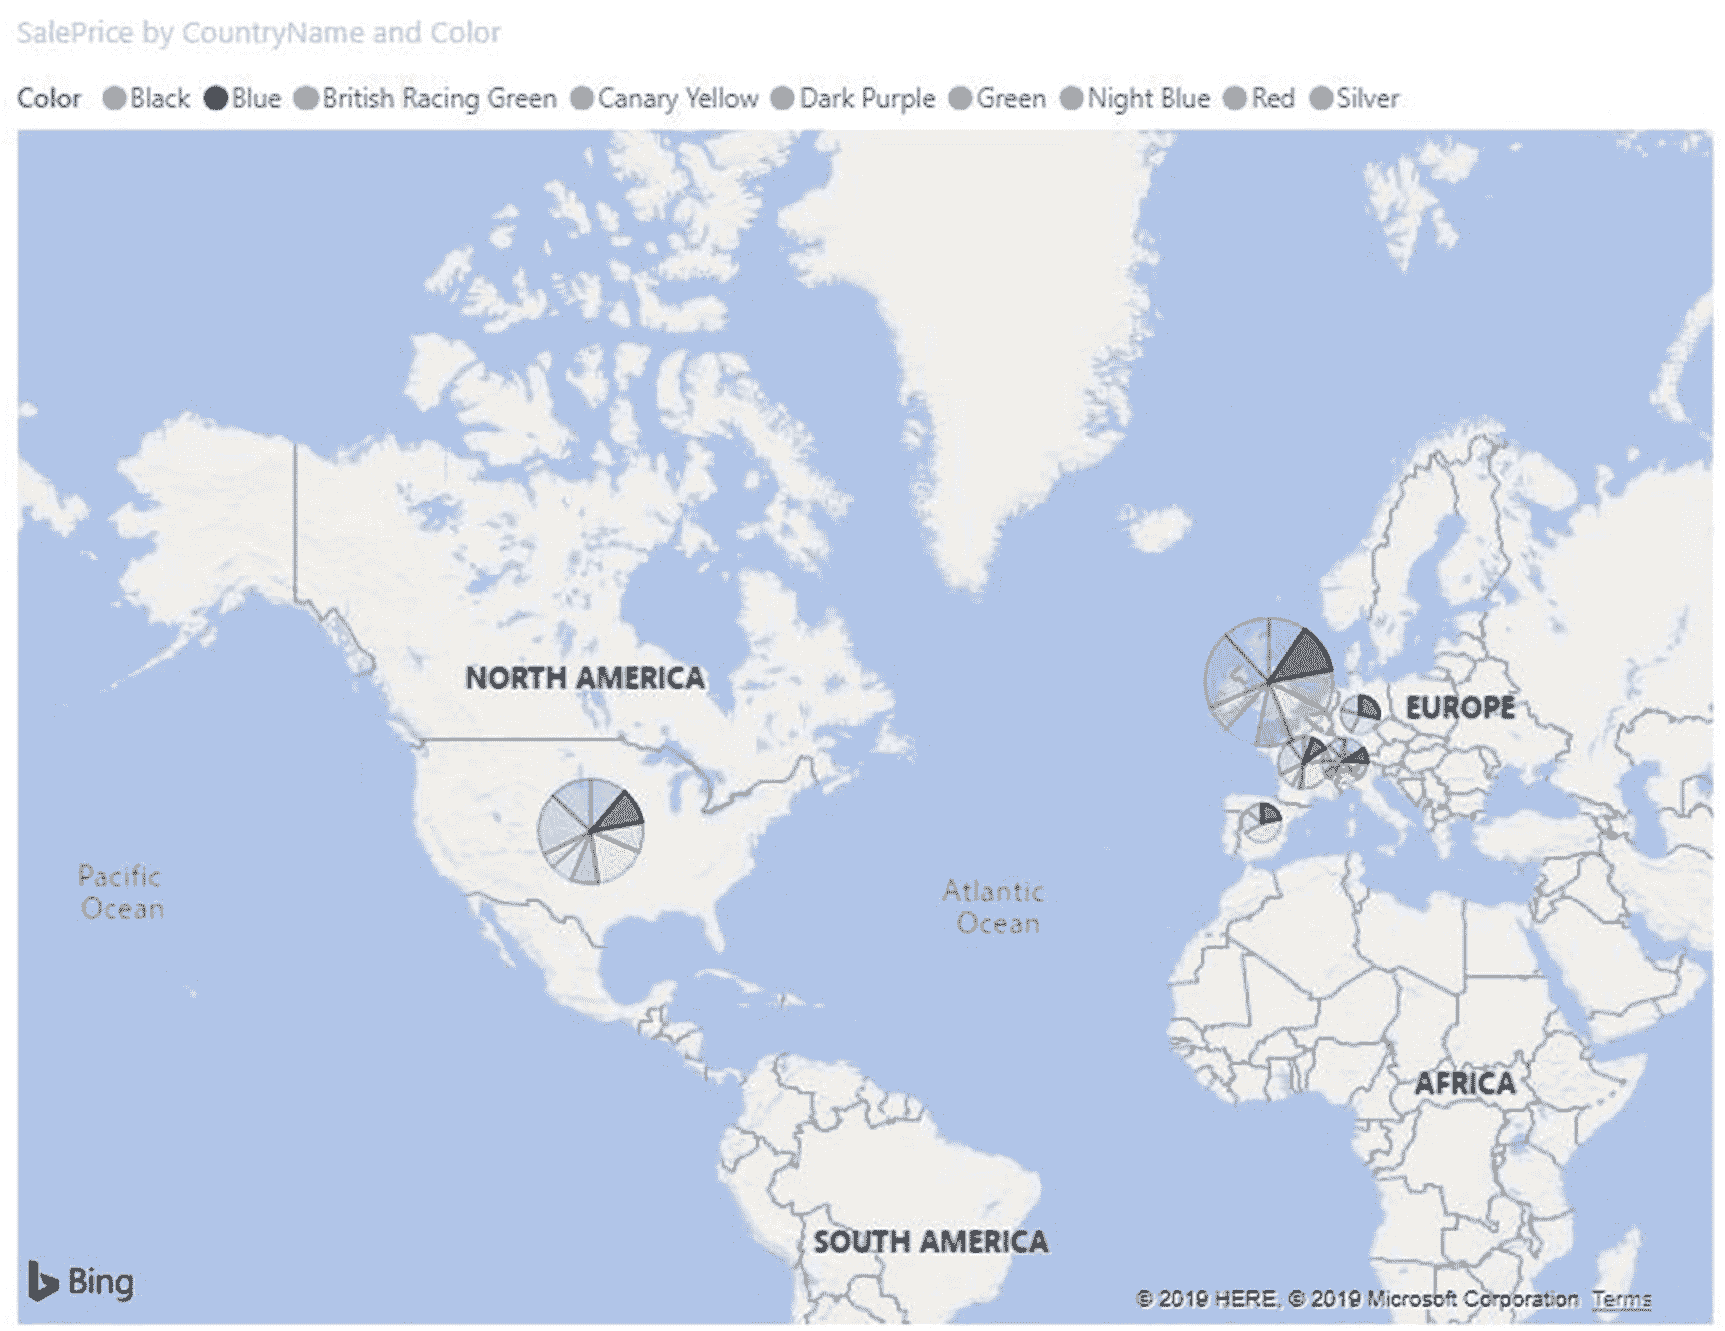 SalePrice by CountryName and Color
Color Black Blue British Racing Green Canary Yellow Dark Purple Green Night Blue Red Silver
NORTH AMERICA
EUROPE
Pacific
Ocean
Atlantic
Ocean
AFRICA
SOUTH AMERICA
Bing
© 2019 HERE, © 2019 Microsoft Corporation Terms